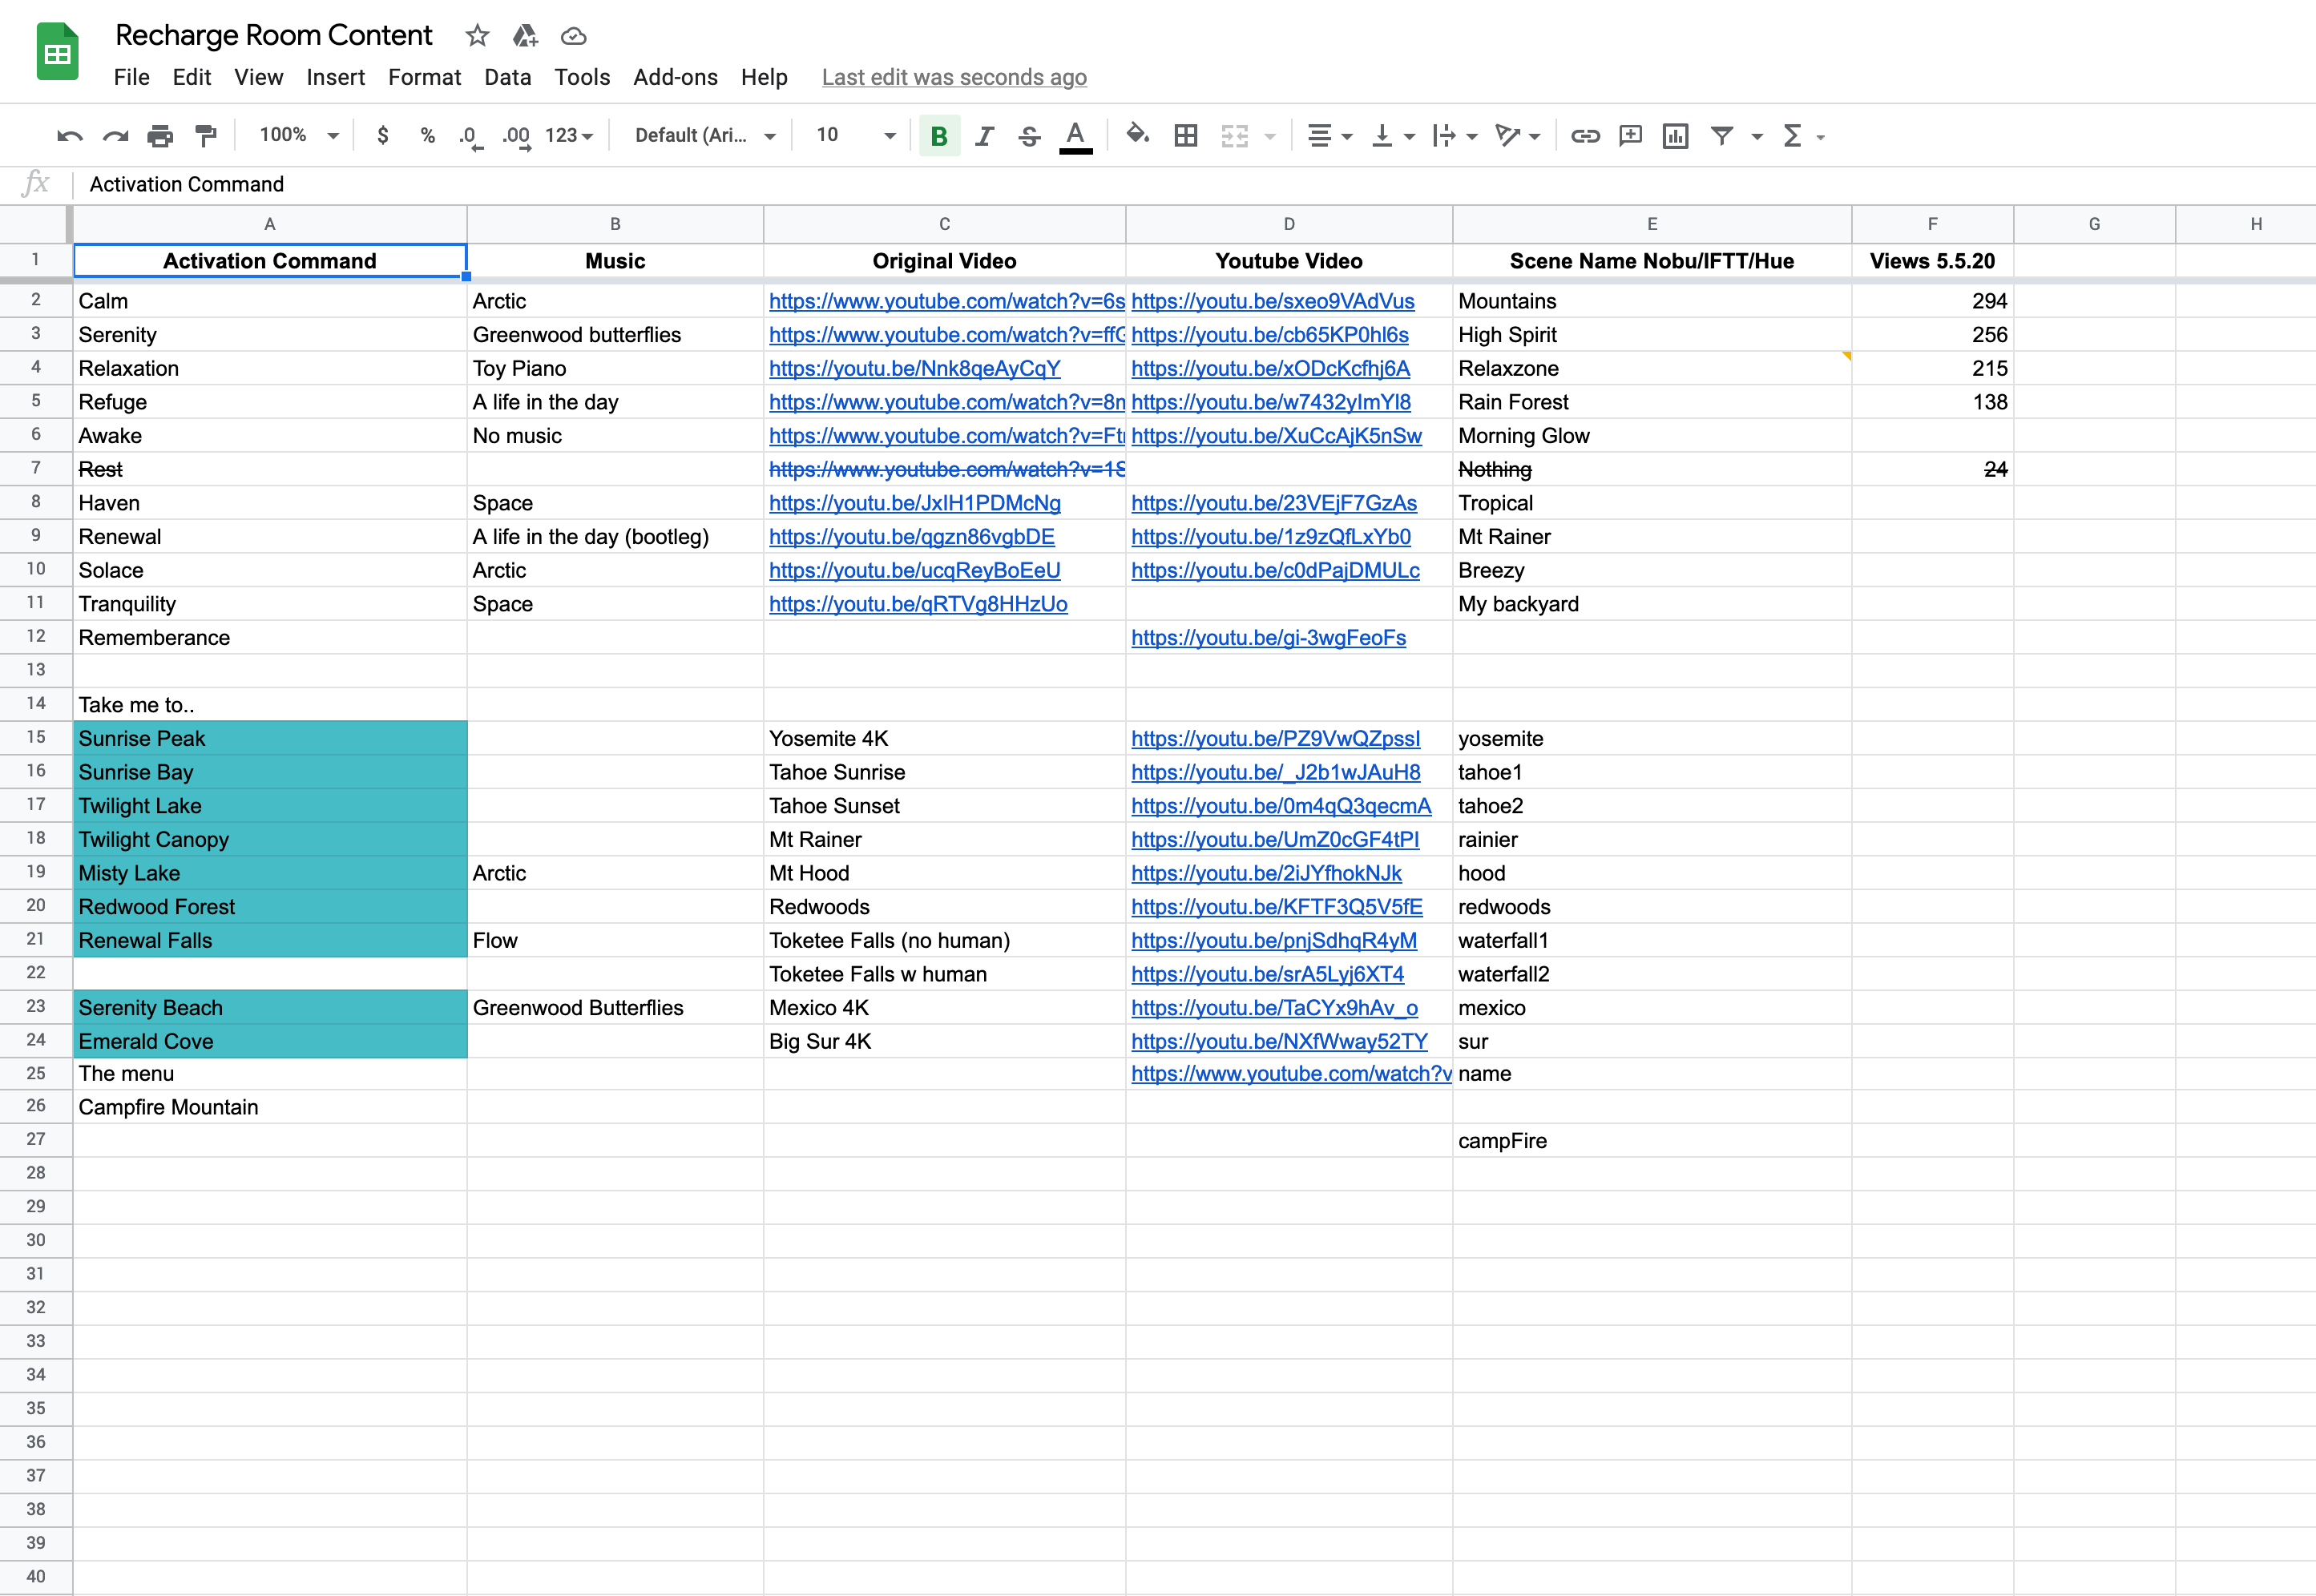 Recharge Room Content
File Edit View Insert Format Data Tools Add-ons Help Last edit was seconds ago
100% $ % .0 .00 123 Default (Ari... 10 B I S A
fx Activation Command
A B C D E F G H
1 Activation Command Music Original Video Youtube Video Scene Name Nobu/IFTT/Hue Views 5.5.20
2 Calm Arctic https://www.youtube.com/watch?v=6s https://youtu.be/sxeo9VAdVus Mountains 294
3 Serenity Greenwood butterflies https://www.youtube.com/watch?v=ffG https://youtu.be/cb65KP0hl6s High Spirit 256
4 Relaxation Toy Piano https://youtu.be/Nnk8qeAyCqY https://youtu.be/xODcKcfhj6A Relaxzone 215
5 Refuge A life in the day https://www.youtube.com/watch?v=8m https://youtu.be/w7432yImYl8 Rain Forest 138
6 Awake No music https://www.youtube.com/watch?v=Ftr https://youtu.be/XuCcAjK5nSw Morning Glow
7 Rest https://www.youtube.com/watch?v=1S Nothing 24
8 Haven Space https://youtu.be/JxIH1PDMcNg https://youtu.be/23VEjF7GzAs Tropical
9 Renewal A life in the day (bootleg) https://youtu.be/qgzn86vgbDE https://youtu.be/1z9zQfLxYb0 Mt Rainer
10 Solace Arctic https://youtu.be/ucqReyBoEeU https://youtu.be/c0dPajDMULc Breezy
11 Tranquility Space https://youtu.be/qRTVg8HHzUo My backyard
12 Rememberance https://youtu.be/gi-3wgFeoFs
13
14 Take me to..
15 Sunrise Peak Yosemite 4K https://youtu.be/PZ9VwQZpssI yosemite
16 Sunrise Bay Tahoe Sunrise https://youtu.be/_J2b1wJAuH8 tahoe1
17 Twilight Lake Tahoe Sunset https://youtu.be/0m4qQ3qecmA tahoe2
18 Twilight Canopy Mt Rainer https://youtu.be/UmZ0cGF4tPI rainier
19 Misty Lake Arctic Mt Hood https://youtu.be/2iJYfhokNJk hood
20 Redwood Forest Redwoods https://youtu.be/KFTF3Q5V5fE redwoods
21 Renewal Falls Flow Toketee Falls (no human) https://youtu.be/pnjSdhqR4yM waterfall1
22 Toketee Falls w human https://youtu.be/srA5Lyj6XT4 waterfall2
23 Serenity Beach Greenwood Butterflies Mexico 4K https://youtu.be/TaCYx9hAv_o mexico
24 Emerald Cove Big Sur 4K https://youtu.be/NXfWway52TY sur
25 The menu https://www.youtube.com/watch?v name
26 Campfire Mountain
27 campFire
28
29
30
31
32
33
34
35
36
37
38
39
40